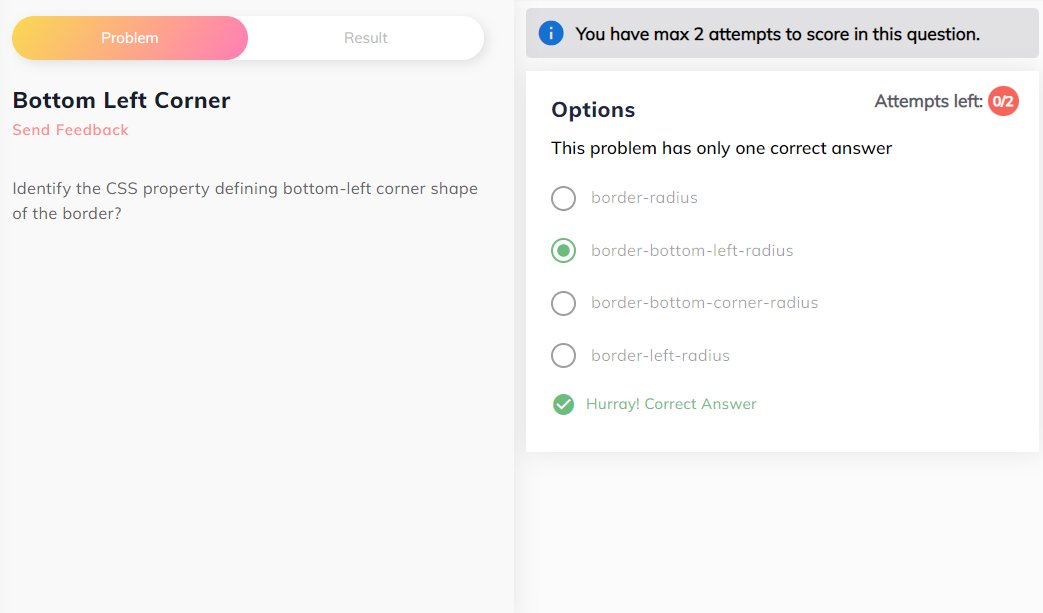 Problem
Result
Bottom Left Corner
Send Feedback
Identify the CSS property defining bottom-left corner shape
of the border?
i You have max 2 attempts to score in this question.
Options
Attempts left: 0/2
This problem has only one correct answer
border-radius
border-bottom-left-radius
border-bottom-corner-radius
border-left-radius
Hurray! Correct Answer